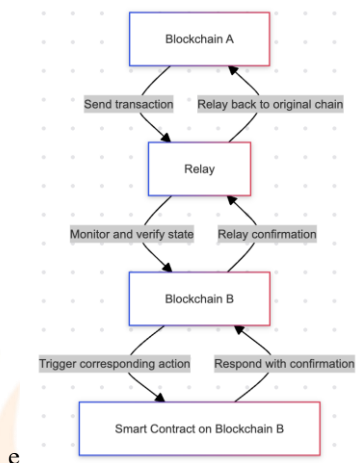 Blockchain A
Send transaction
Relay back to original chain
Relay
Monitor and verify state
Relay confirmation
Blockchain B
Trigger corresponding action
Respond with confirmation
Smart Contract on Blockchain B
e